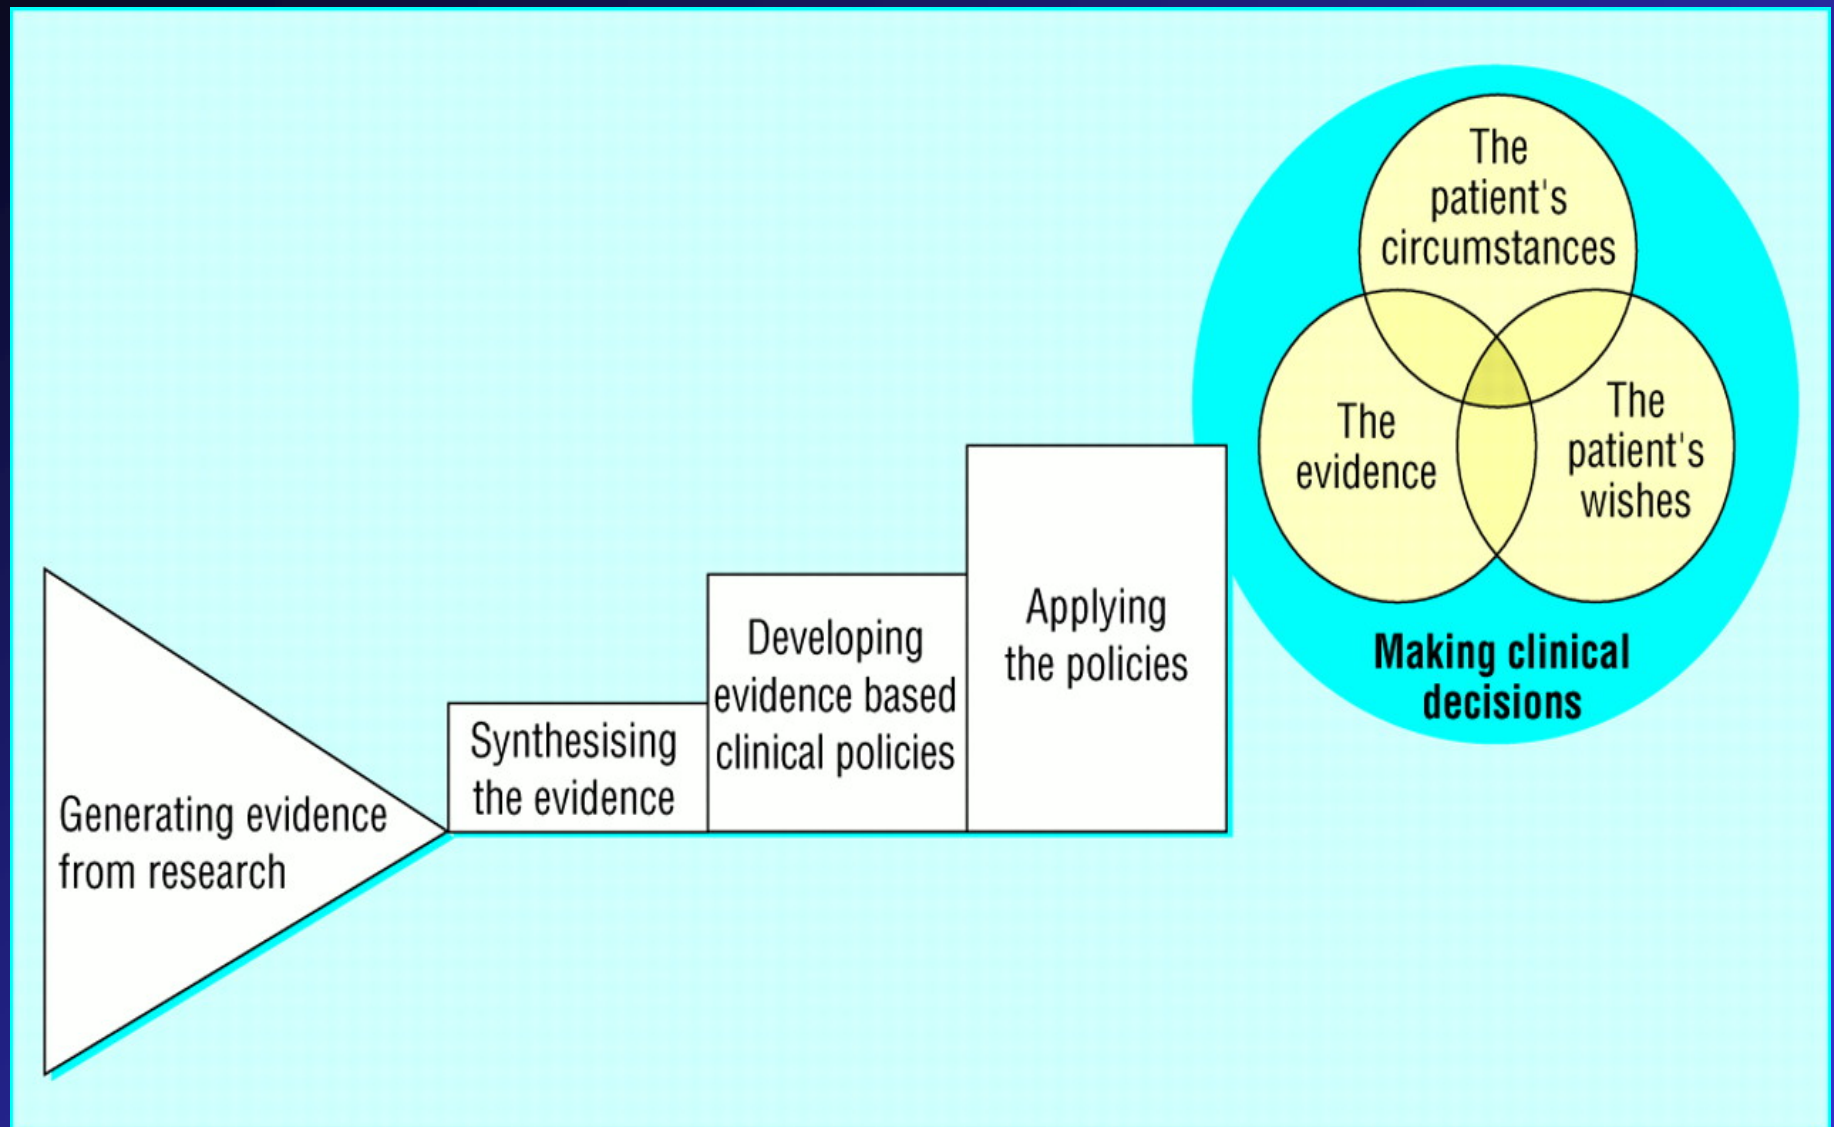 Generating evidence
from research
Synthesising
the evidence
Developing
evidence based
clinical policies
Applying
the policies
The
patient's
circumstances
The
evidence
The
patient's
wishes
Making clinical
decisions